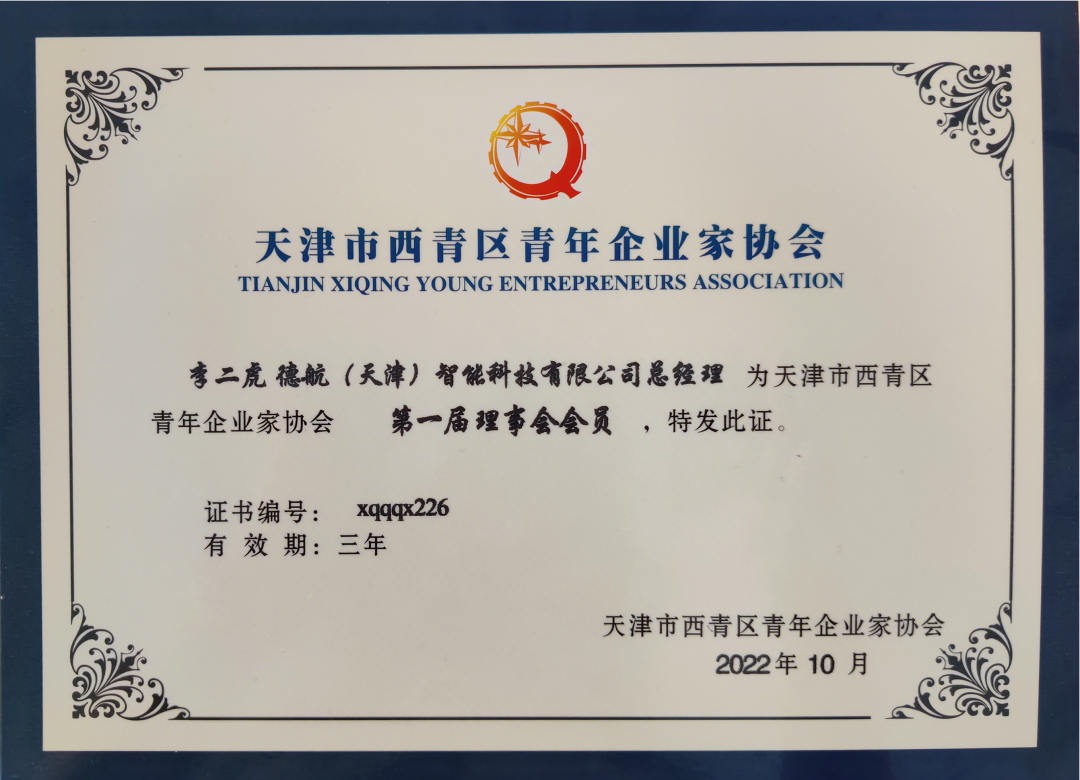 天津市西青区青年企业家协会
TIANJIN XIQING YOUNG ENTREPRENEURS ASSOCIATION
李二虎 德航（天津）智能科技有限公司总经理 为天津市西青区
青年企业家协会 第一届理事会会员 ，特发此证。
证书编号： xqqqx226
有 效 期：三年
天津市西青区青年企业家协会
2022年 10 月